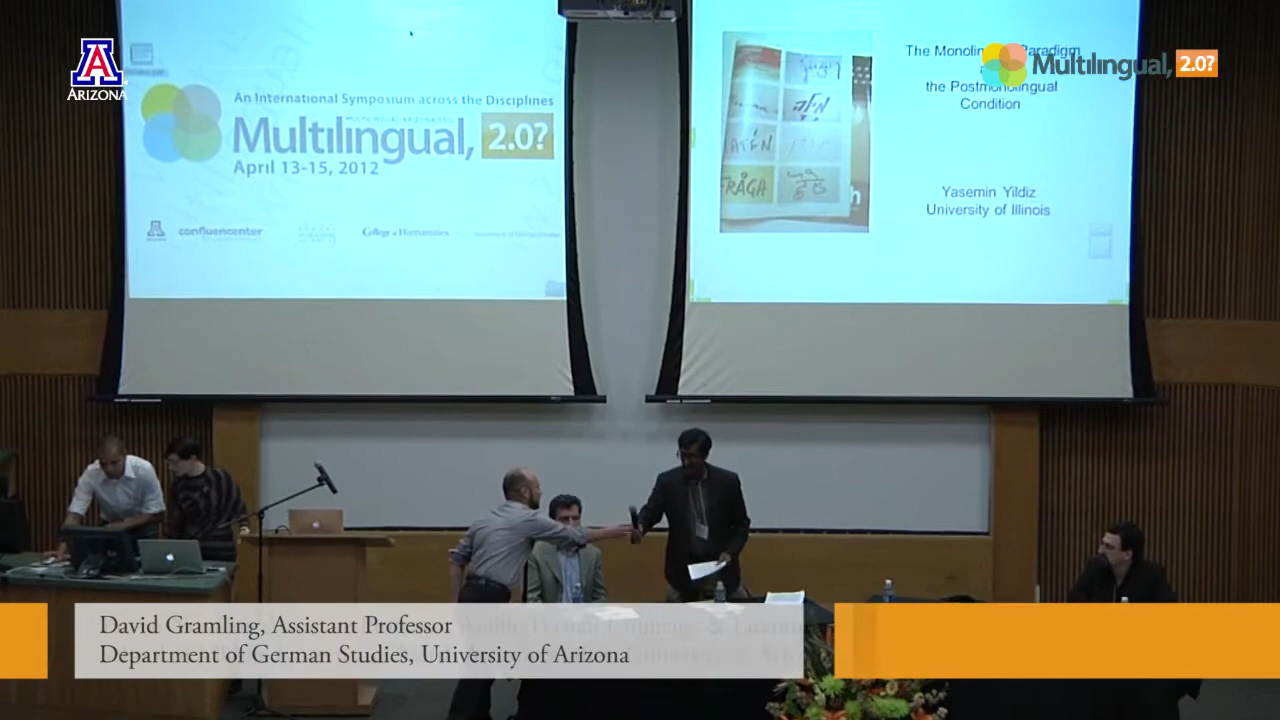 ARIZONA
An International Symposium across the Disciplines
Multilingual, 2.0?
April 13-15, 2012
confluencenter
College of Humanities
מילה
FRÅGA
The Monolin Paradigm
the Postmonolingual
Condition
Yasemin Yildiz
University of Illinois
Multilingual, 2.0?
David Gramling, Assistant Professor
Department of German Studies, University of Arizona